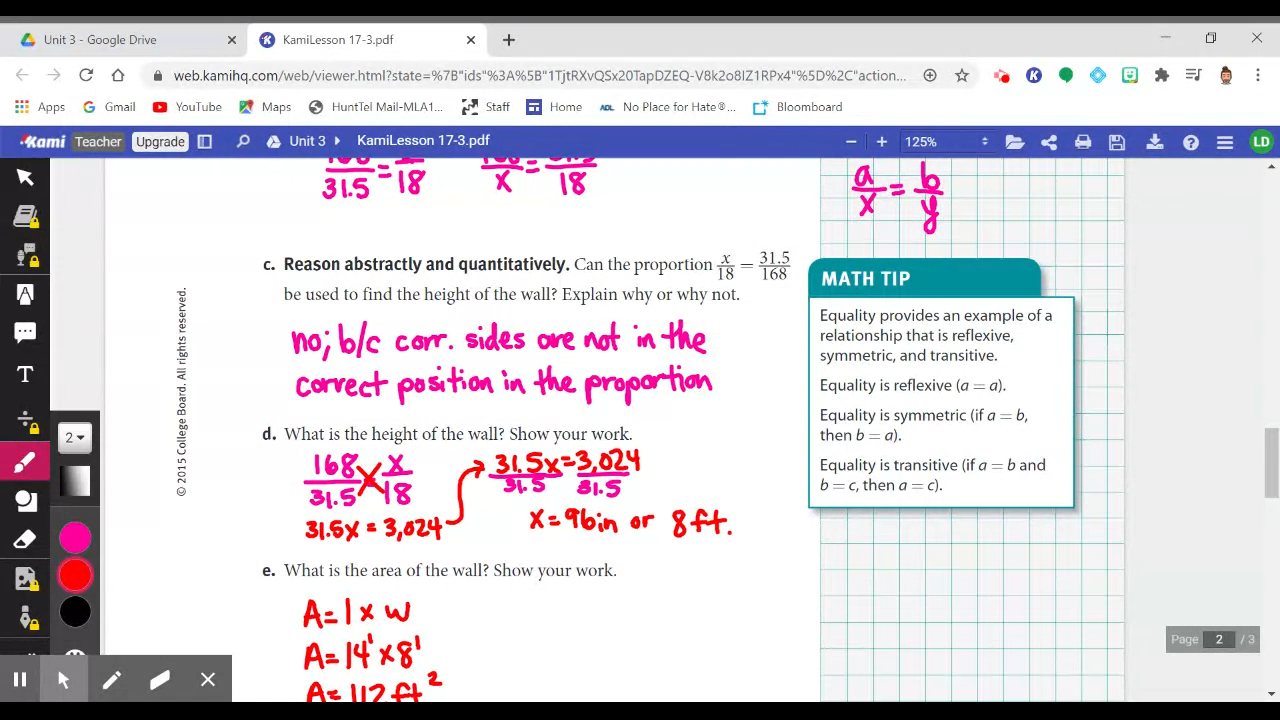 Unit 3 - Google Drive
KamiLesson 17-3.pdf
web.kamihq.com/web/viewer.html?state=%7B"ids"%3A%5B"1TjtRXvQSx20TapDZEQ-V8k2o8IZ1RPx4"%5D%2C"action...
Apps Gmail YouTube Maps HuntTel Mail-MLA1... Staff Home ADL No Place for Hate®... Bloomboard
Kami Teacher Upgrade Unit 3 KamiLesson 17-3.pdf 125% LD
168/31.5 = x/18 168/x = 31.5/18
a/x = b/y
c. Reason abstractly and quantitatively. Can the proportion x/18 = 31.5/168
be used to find the height of the wall? Explain why or why not.
no; b/c corr. sides are not in the
correct position in the proportion
MATH TIP
Equality provides an example of a
relationship that is reflexive,
symmetric, and transitive.
Equality is reflexive (a = a).
Equality is symmetric (if a = b,
then b = a).
Equality is transitive (if a = b and
b = c, then a = c).
© 2015 College Board. All rights reserved.
d. What is the height of the wall? Show your work.
168/31.5 x/18
31.5x = 3,024
31.5x/31.5 = 3,024/31.5
x = 96in or 8ft.
e. What is the area of the wall? Show your work.
A = l x w
A = 14' x 8'
A = 112 ft²
2
Page 2 / 3